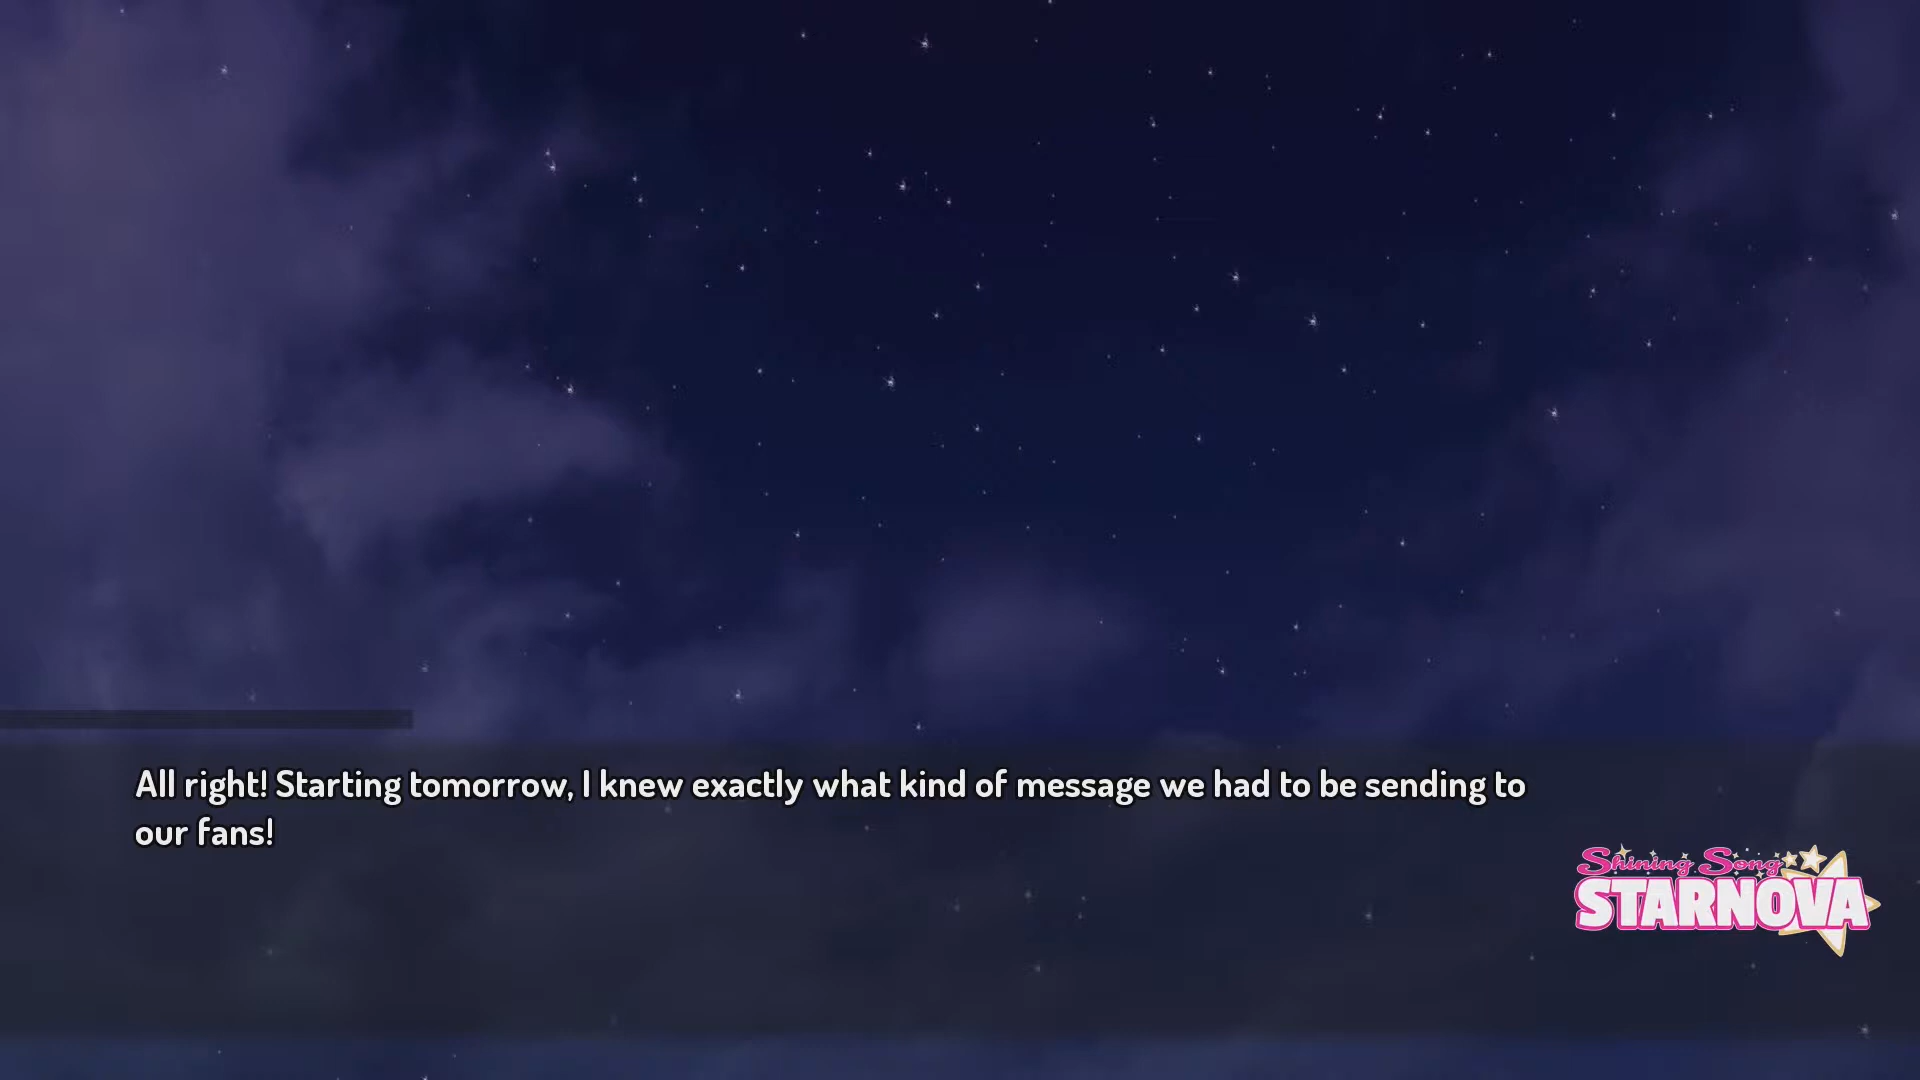 All right! Starting tomorrow, I knew exactly what kind of message we had to be sending to
our fans!
Shining Song
STARNOVA